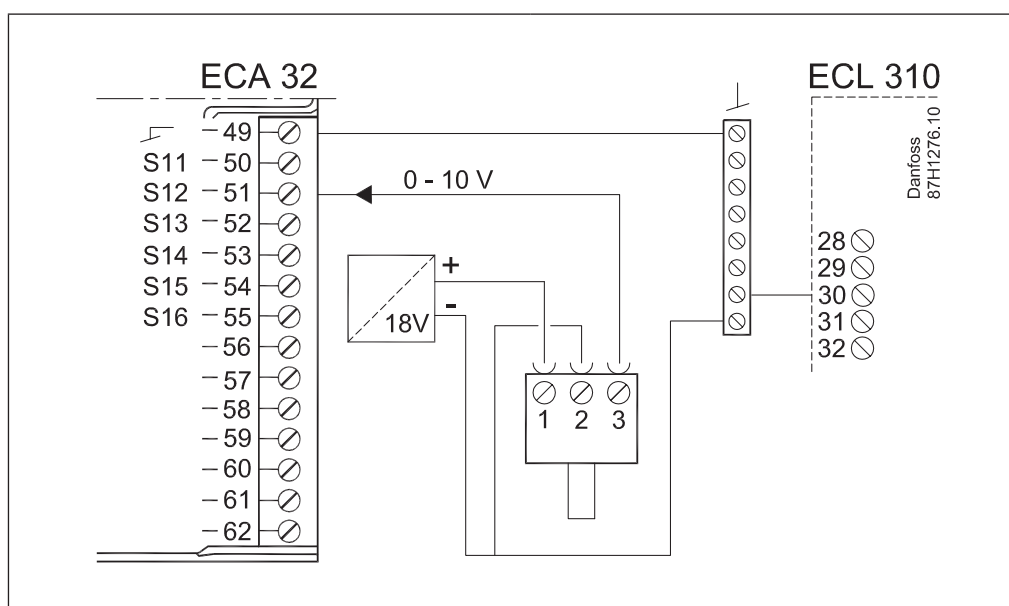 ECA 32
ECL 310
49
S11 50
S12 51
S13 52
S14 53
S15 54
S16 55
56
57
58
59
60
61
62
0 - 10 V
+
-
18V
1 2 3
Danfoss
87H1276.10
28
29
30
31
32